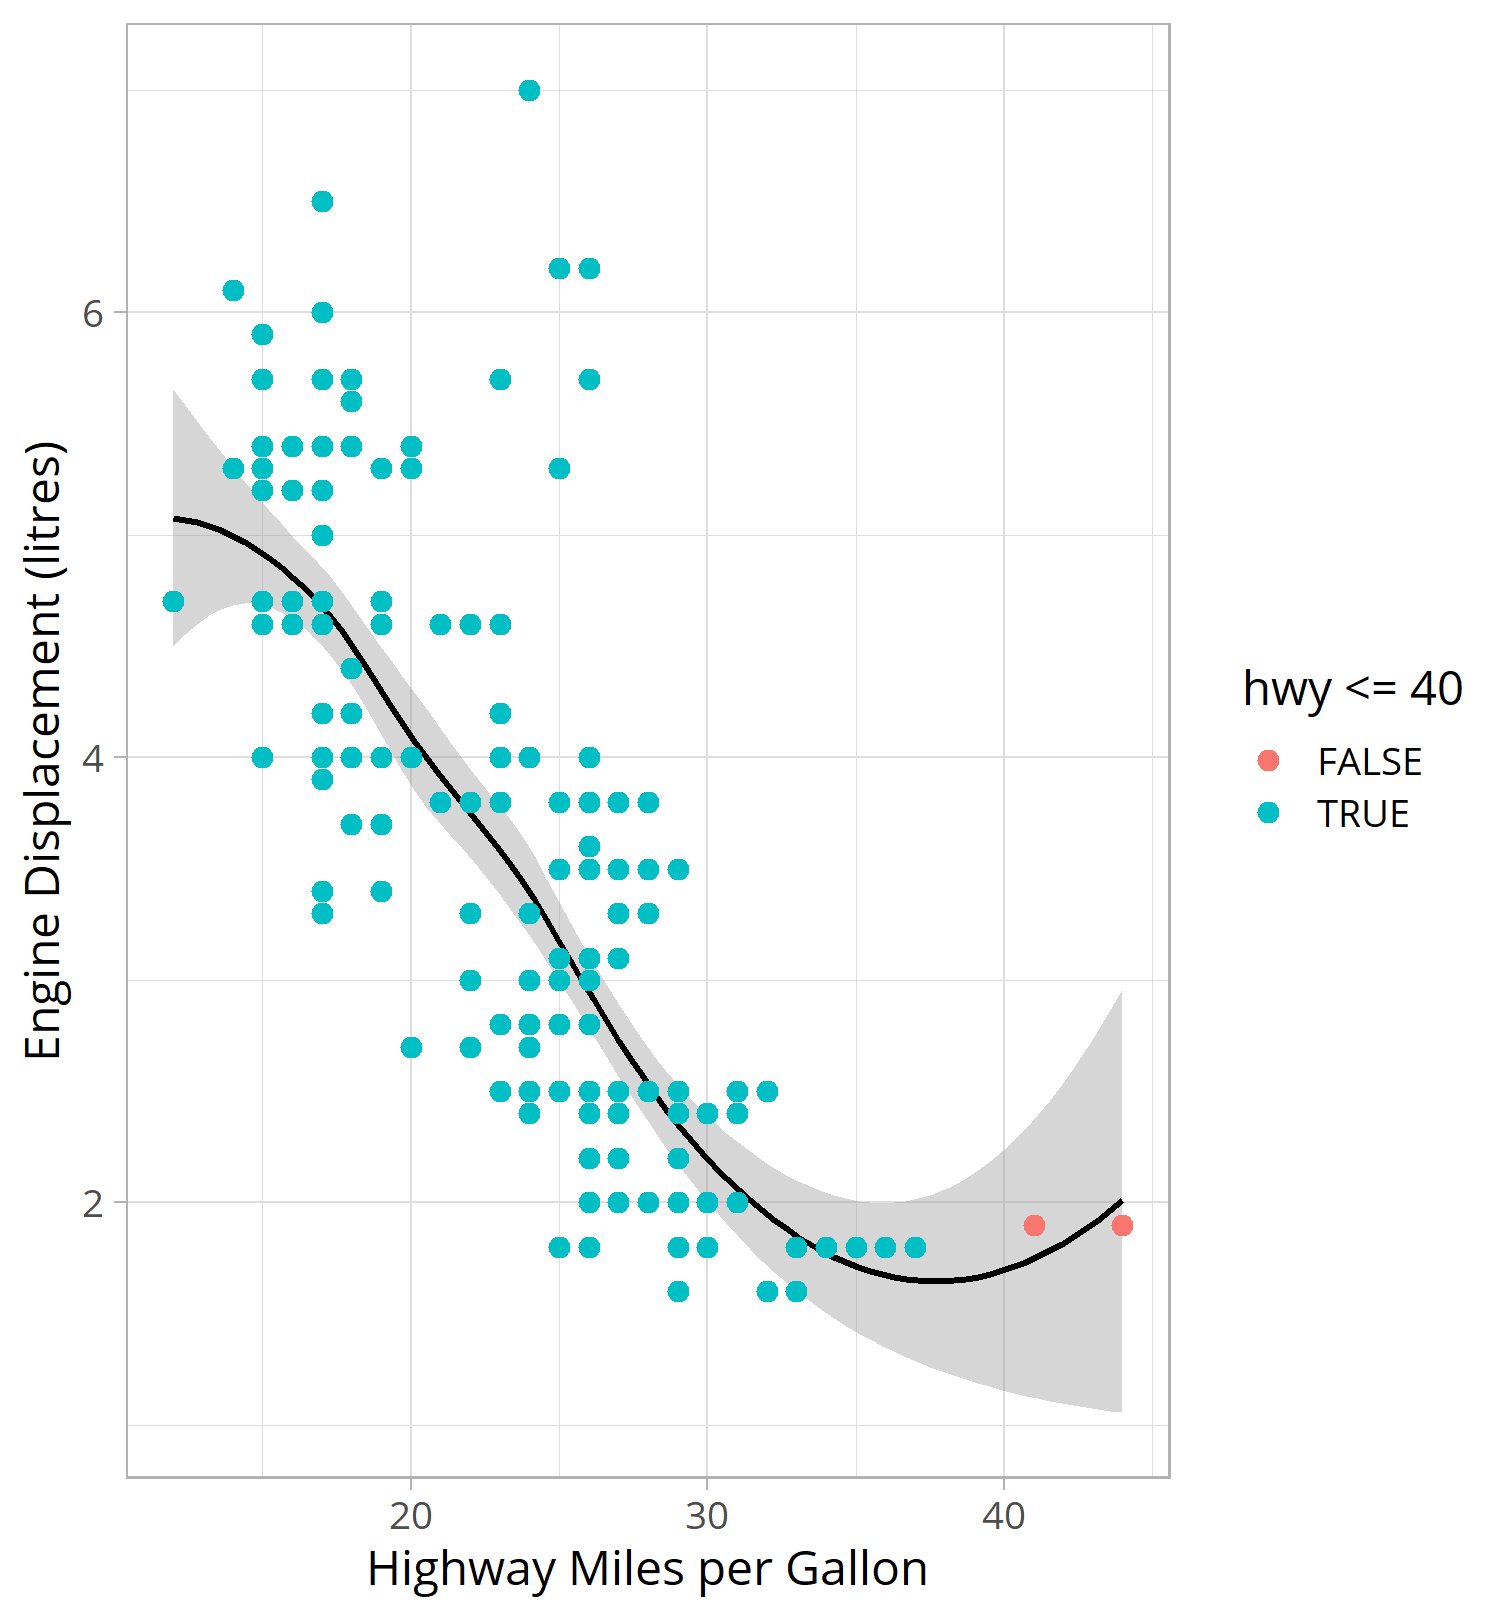 6
4
2
Engine Displacement (litres)
20 30 40
Highway Miles per Gallon
hwy <= 40
FALSE
TRUE